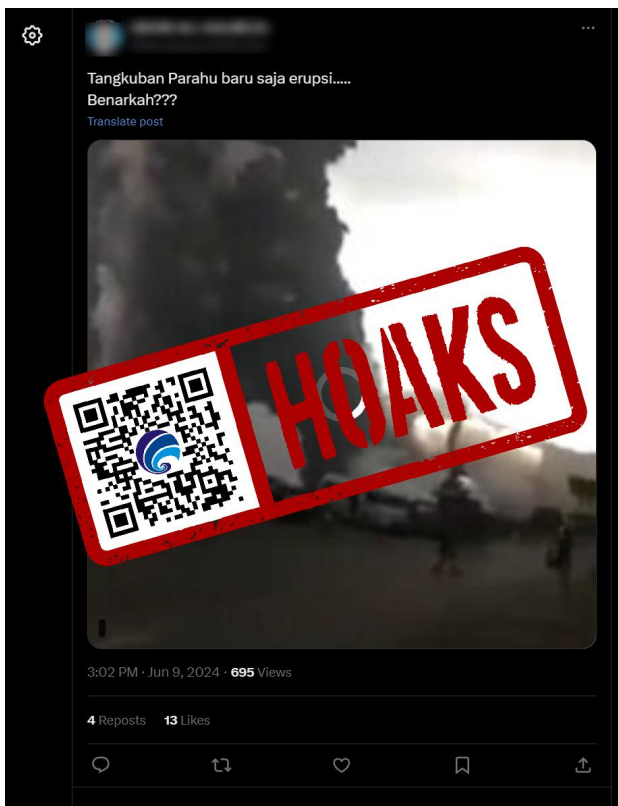 Tangkuban Parahu baru saja erupsi.....
Benarkah???
Translate post
HOAKS
3:02 PM · Jun 9, 2024 · 695 Views
4 Reposts 13 Likes